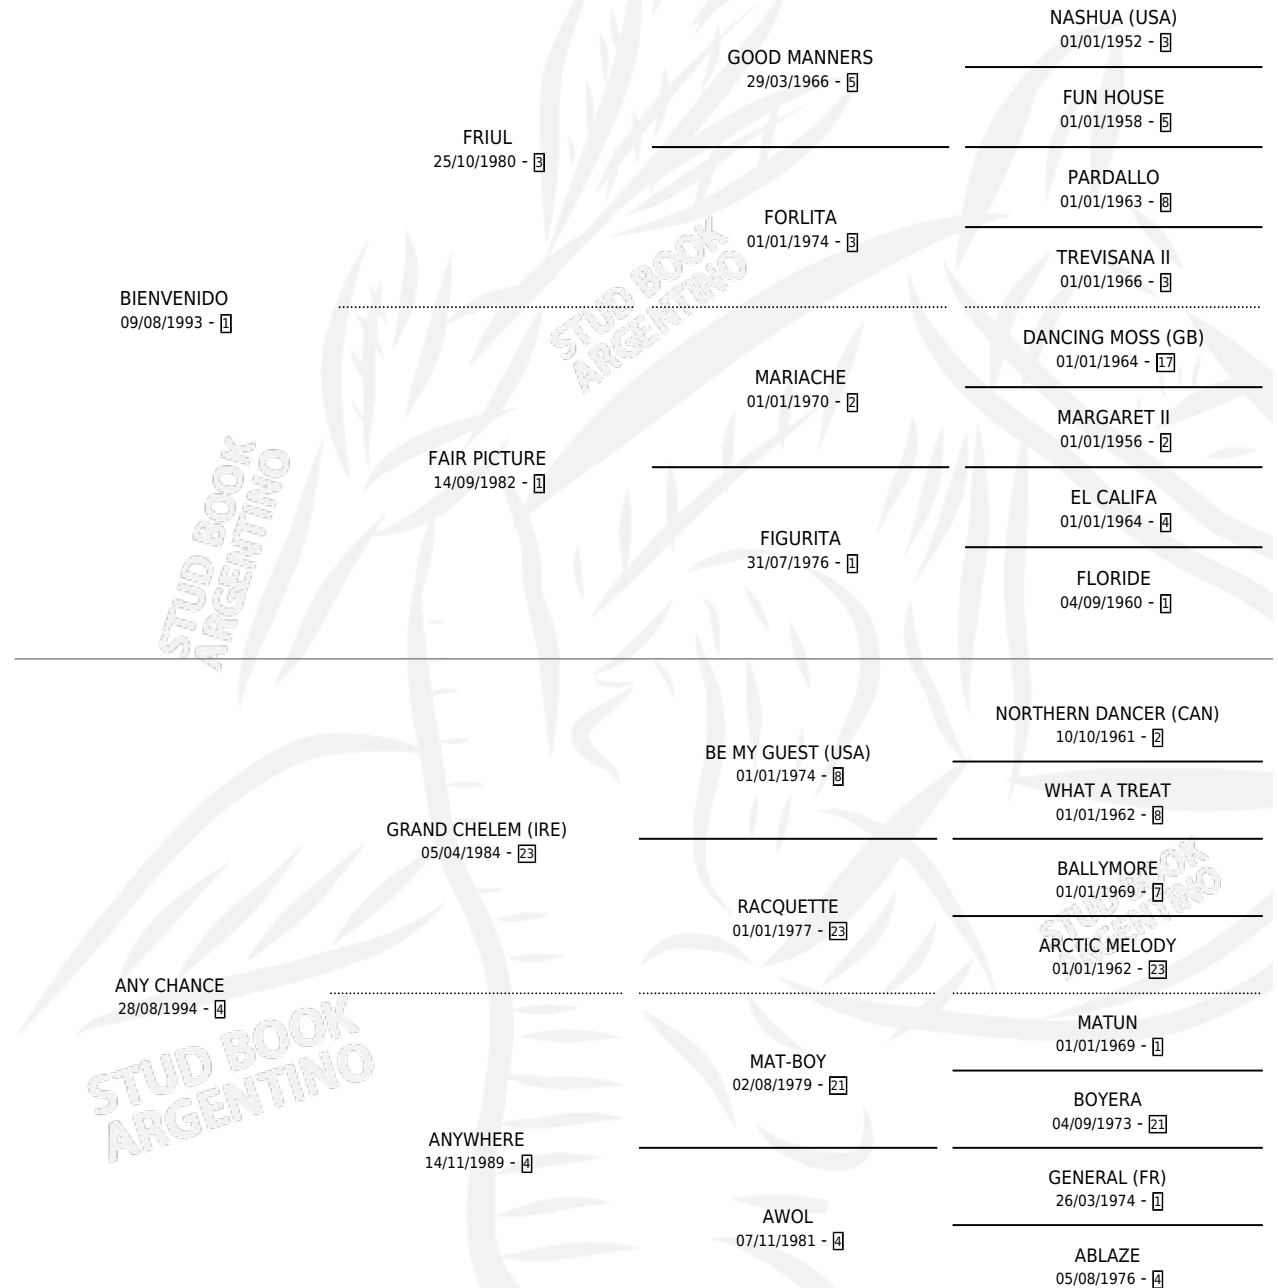 NASHUA (USA)
01/01/1952 - 3
GOOD MANNERS
29/03/1966 - 5
FUN HOUSE
01/01/1958 - 5
FRIUL
25/10/1980 - 3
PARDALLO
01/01/1963 - 8
FORLITA
01/01/1974 - 3
TREVISANA II
01/01/1966 - 3
BIENVENIDO
09/08/1993 - 1
DANCING MOSS (GB)
01/01/1964 - 17
MARIACHE
01/01/1970 - 2
MARGARET II
01/01/1956 - 2
FAIR PICTURE
14/09/1982 - 1
EL CALIFA
01/01/1964 - 4
FIGURITA
31/07/1976 - 1
FLORIDE
04/09/1960 - 1
STUD BOOK
ARGENTINO
STUD BOOK
ARGENTINO
NORTHERN DANCER (CAN)
10/10/1961 - 2
BE MY GUEST (USA)
01/01/1974 - 8
WHAT A TREAT
01/01/1962 - 8
GRAND CHELEM (IRE)
05/04/1984 - 23
BALLYMORE
01/01/1969 - 7
RACQUETTE
01/01/1977 - 23
ARCTIC MELODY
01/01/1962 - 23
ANY CHANCE
28/08/1994 - 4
MATUN
01/01/1969 - 1
MAT-BOY
02/08/1979 - 21
BOYERA
04/09/1973 - 21
ANYWHERE
14/11/1989 - 4
GENERAL (FR)
26/03/1974 - 1
AWOL
07/11/1981 - 4
ABLAZE
05/08/1976 - 4
STUD BOOK
ARGENTINO
STUD BOOK
ARGENTINO